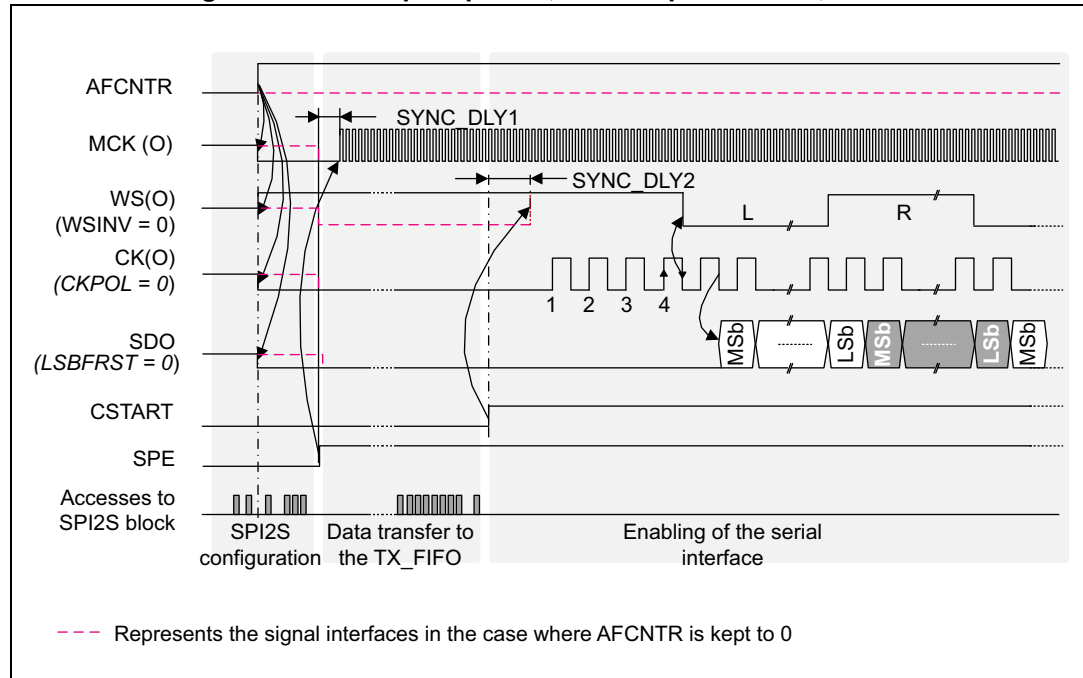 AFCNTR
SYNC_DLY1
MCK (O)
SYNC_DLY2
WS(O)
(WSINV = 0)
L
R
CK(O)
(CKPOL = 0)
1 2 3 4
SDO
(LSBFRST = 0)
MSb LSb MSb LSb MSb
CSTART
SPE
Accesses to
SPI2S block
SPI2S
configuration
Data transfer to
the TX_FIFO
Enabling of the serial
interface
Represents the signal interfaces in the case where AFCNTR is kept to 0